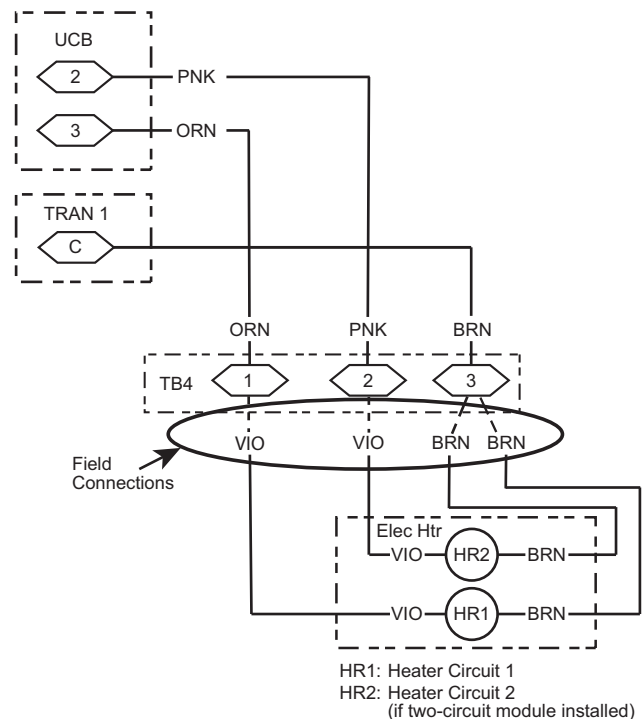 UCB
2 PNK
3 ORN
TRAN 1
C
ORN PNK BRN
TB4 1 2 3
VIO VIO BRN BRN
Field
Connections
Elec Htr
VIO HR2 BRN
VIO HR1 BRN
HR1: Heater Circuit 1
HR2: Heater Circuit 2
(if two-circuit module installed)